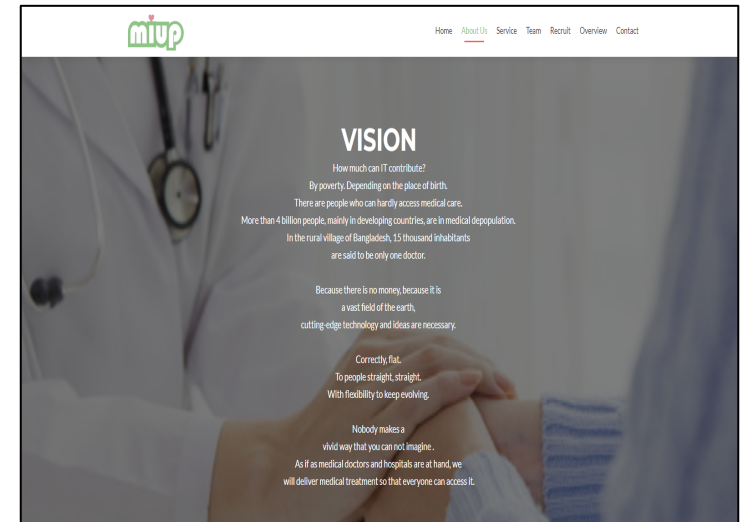 miup
Home About Us Service Team Recruit Overview Contact
VISION
How much can IT contribute?
By poverty. Depending on the place of birth.
There are people who can hardly access medical care.
More than 4 billion people, mainly in developing countries, are in medical depopulation.
In the rural village of Bangladesh, 15 thousand inhabitants
are said to be only one doctor.
Because there is no money, because it is
a vast field of the earth,
cutting-edge technology and ideas are necessary.
Correctly, flat.
To people straight, straight.
With flexibility to keep evolving.
Nobody makes a
vivid way that you can not imagine .
As if as medical doctors and hospitals are at hand, we
will deliver medical treatment so that everyone can access it.